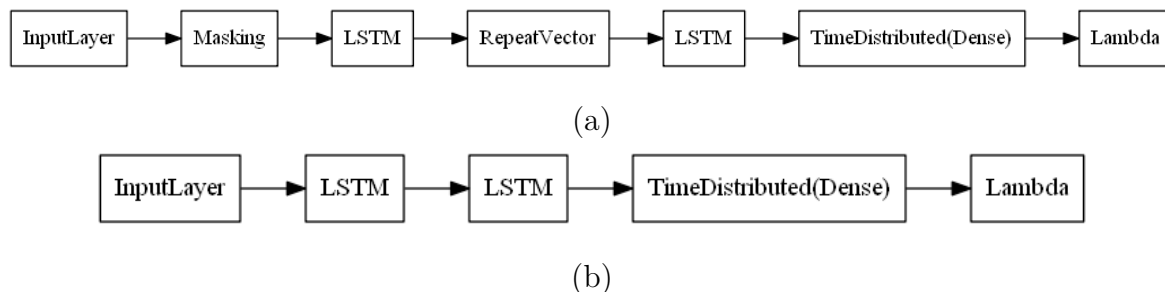 InputLayer Masking LSTM RepeatVector LSTM TimeDistributed(Dense) Lambda
(a)
InputLayer LSTM LSTM TimeDistributed(Dense) Lambda
(b)